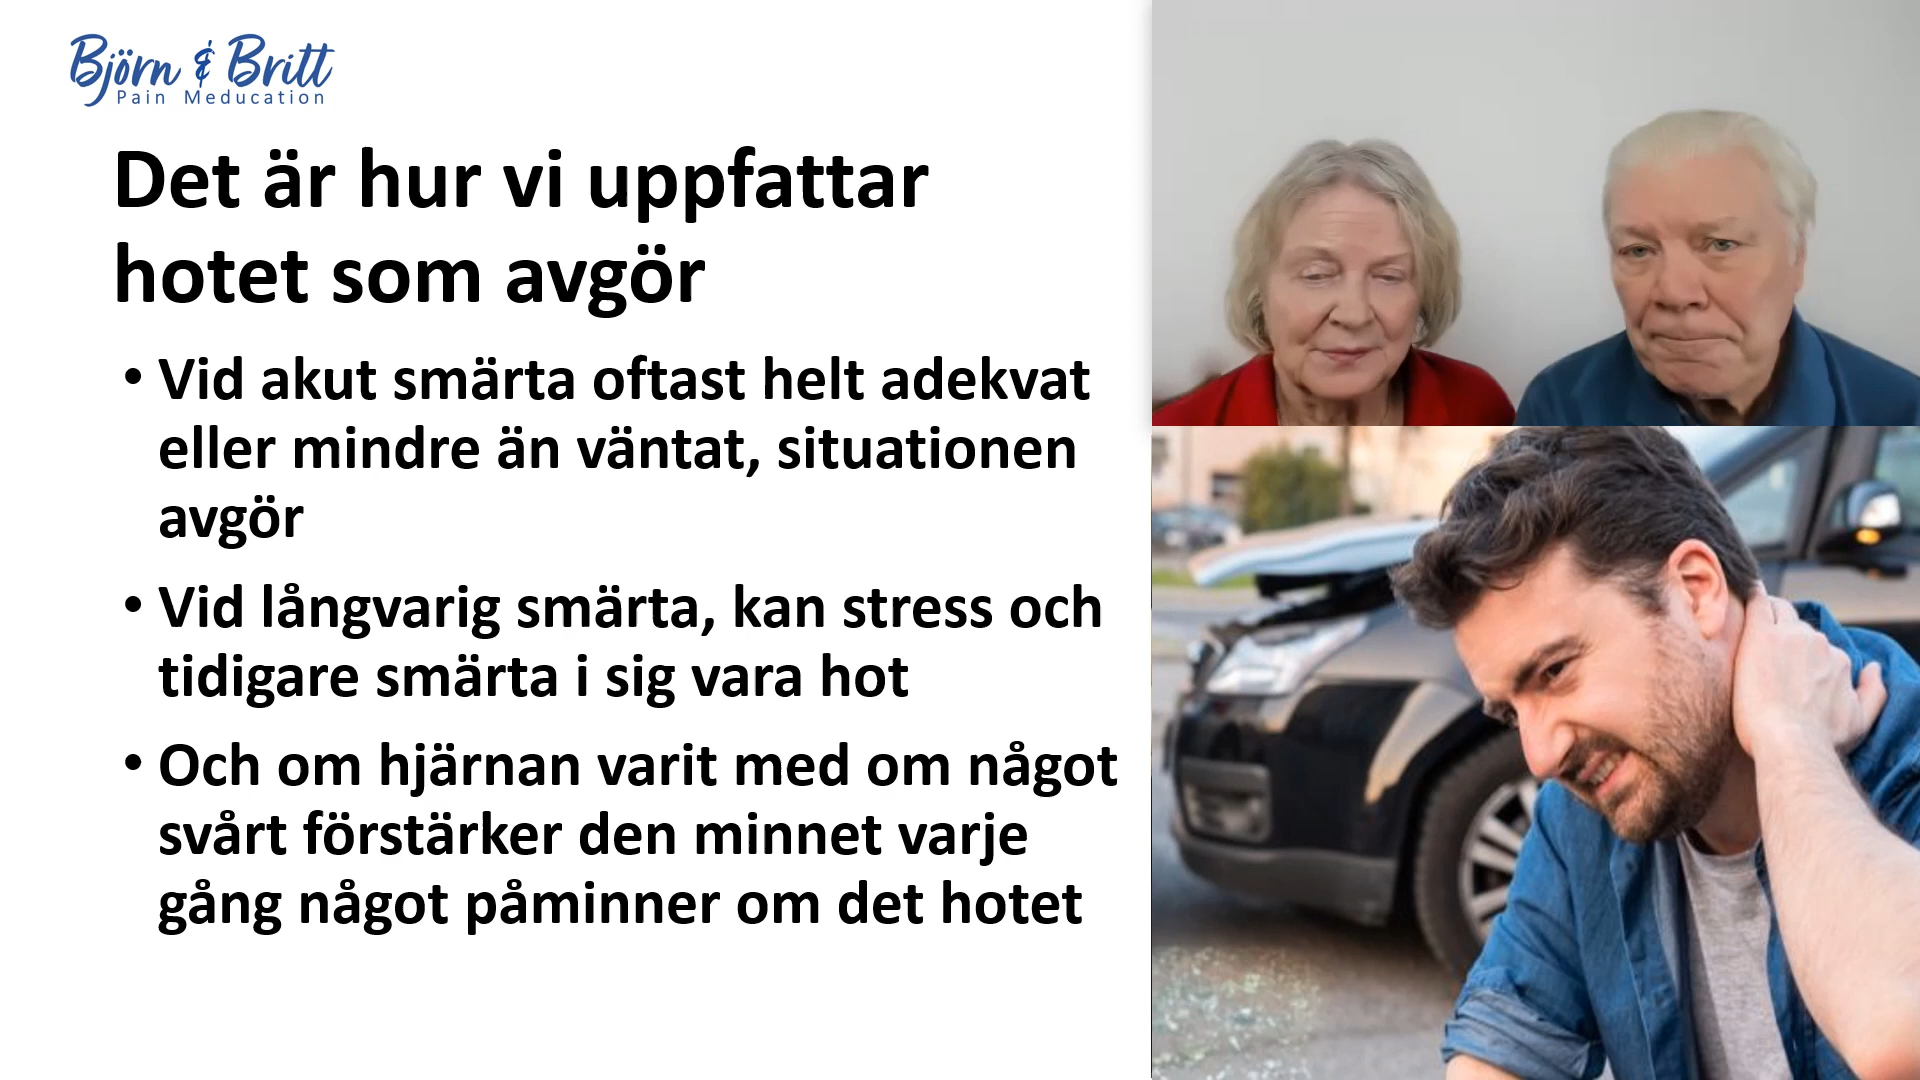 Björn & Britt
Pain Meducation
Det är hur vi uppfattar
hotet som avgör
• Vid akut smärta oftast helt adekvat
eller mindre än väntat, situationen
avgör
• Vid långvarig smärta, kan stress och
tidigare smärta i sig vara hot
• Och om hjärnan varit med om något
svårt förstärker den minnet varje
gång något påminner om det hotet